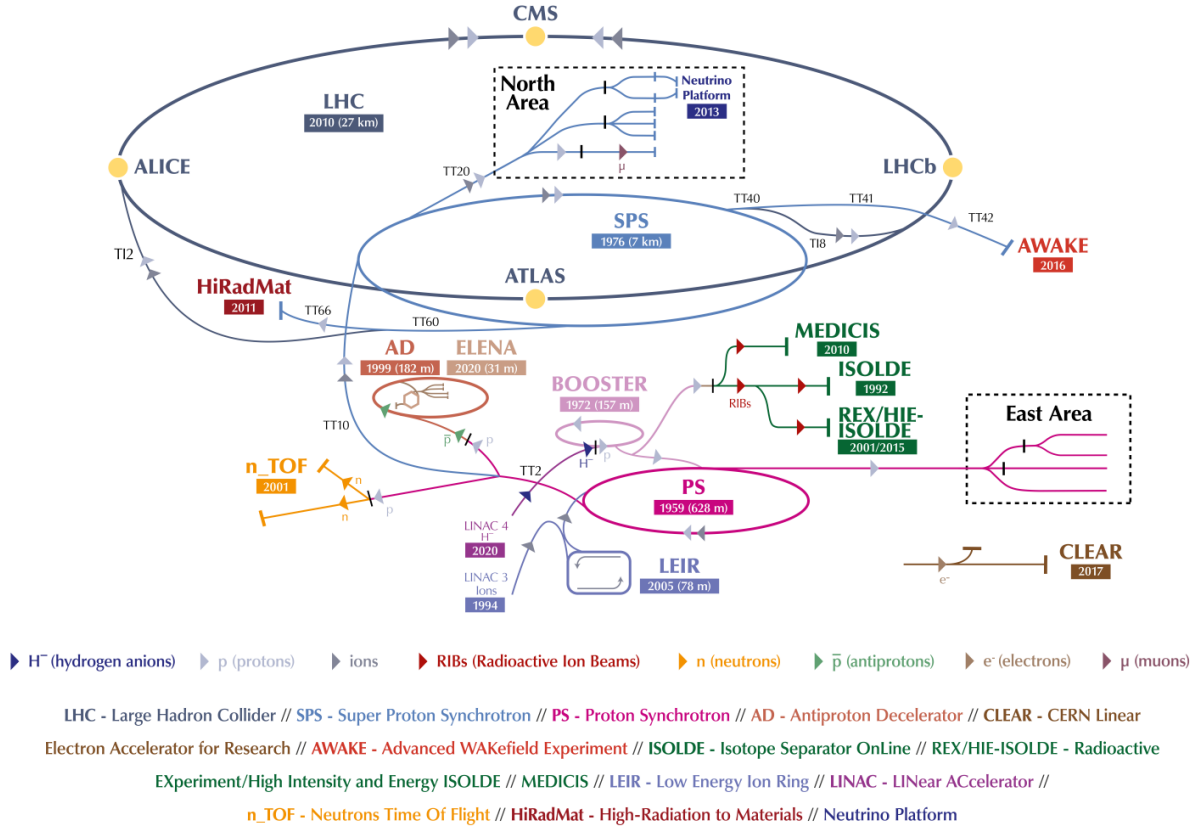 CMS
North
Area
Neutrino
Platform
2013
LHC
2010 (27 km)
ALICE
LHCb
μ
TT20
TT40
TT41
TT42
SPS
1976 (7 km)
TI8
AWAKE
2016
TI2
ATLAS
HiRadMat
2011
TT66
TT60
MEDICIS
2010
AD
1999 (182 m)
ELENA
2020 (31 m)
BOOSTER
1972 (157 m)
ISOLDE
1992
RIBs
REX/HIE-
ISOLDE
2001/2015
East Area
TT10
p̅
p
H⁻
p
n_TOF
2001
n
n
p
TT2
PS
1959 (628 m)
LINAC 4
H⁻
2020
LINAC 3
Ions
1994
LEIR
2005 (78 m)
CLEAR
2017
e⁻
H⁻ (hydrogen anions)
p (protons)
ions
RIBs (Radioactive Ion Beams)
n (neutrons)
p̅ (antiprotons)
e⁻ (electrons)
μ (muons)
LHC - Large Hadron Collider // SPS - Super Proton Synchrotron // PS - Proton Synchrotron // AD - Antiproton Decelerator // CLEAR - CERN Linear
Electron Accelerator for Research // AWAKE - Advanced WAKefield Experiment // ISOLDE - Isotope Separator OnLine // REX/HIE-ISOLDE - Radioactive
EXperiment/High Intensity and Energy ISOLDE // MEDICIS // LEIR - Low Energy Ion Ring // LINAC - LINear ACcelerator //
n_TOF - Neutrons Time Of Flight // HiRadMat - High-Radiation to Materials // Neutrino Platform